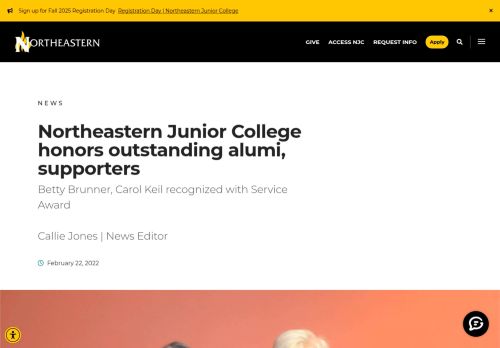 Sign up for Fall 2025 Registration Day Registration Day | Northeastern Junior College ×
NORTHEASTERN
GIVE ACCESS NJC REQUEST INFO Apply
NEWS
Northeastern Junior College
honors outstanding alumi,
supporters
Betty Brunner, Carol Keil recognized with Service
Award
Callie Jones | News Editor
February 22, 2022